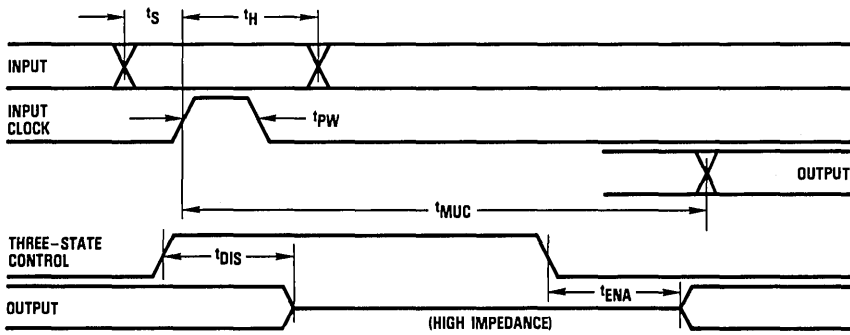 tS
tH
INPUT
INPUT
CLOCK
tPW
OUTPUT
tMUC
THREE-STATE
CONTROL
tDIS
tENA
OUTPUT
(HIGH IMPEDANCE)